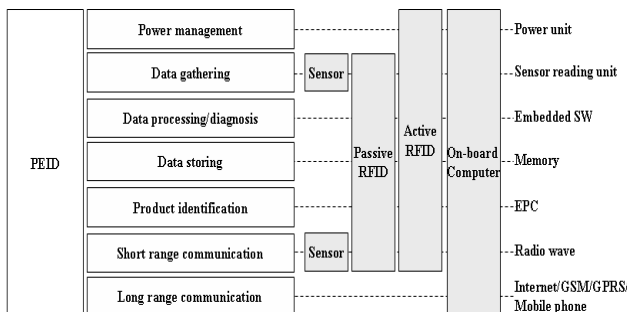 Power management
Power unit
Data gathering
Sensor
Sensor reading unit
Data processing/diagnosis
Embedded SW
PEID
Data storing
Passive
RFID
Active
RFID
On-board
Computer
Memory
Product identification
EPC
Short range communication
Sensor
Radio wave
Long range communication
Internet/GSM/GPRS/
Mobile phone